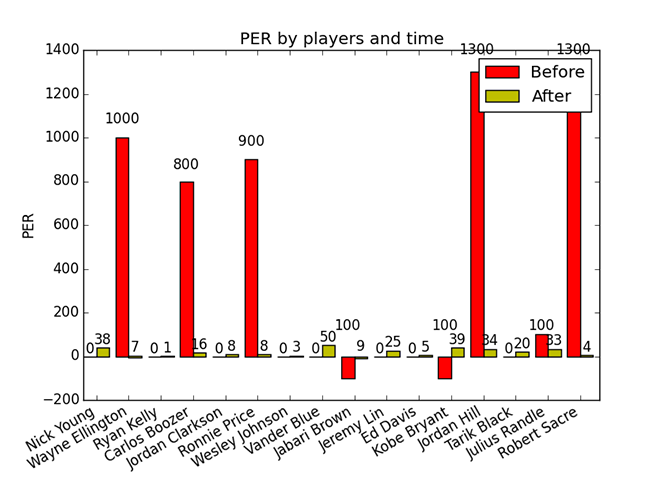 PER by players and time
1400
1200
1000
800
600
400
200
0
−200
PER
Before
After
0 38
1000 7
0 1
800 16
0 8
900 8
0 3
0 50
100 9
0 25
0 5
100 39
1300 34
0 20
100 33
1300 4
Nick Young
Wayne Ellington
Ryan Kelly
Carlos Boozer
Jordan Clarkson
Ronnie Price
Wesley Johnson
Vander Blue
Jabari Brown
Jeremy Lin
Ed Davis
Kobe Bryant
Jordan Hill
Tarik Black
Julius Randle
Robert Sacre